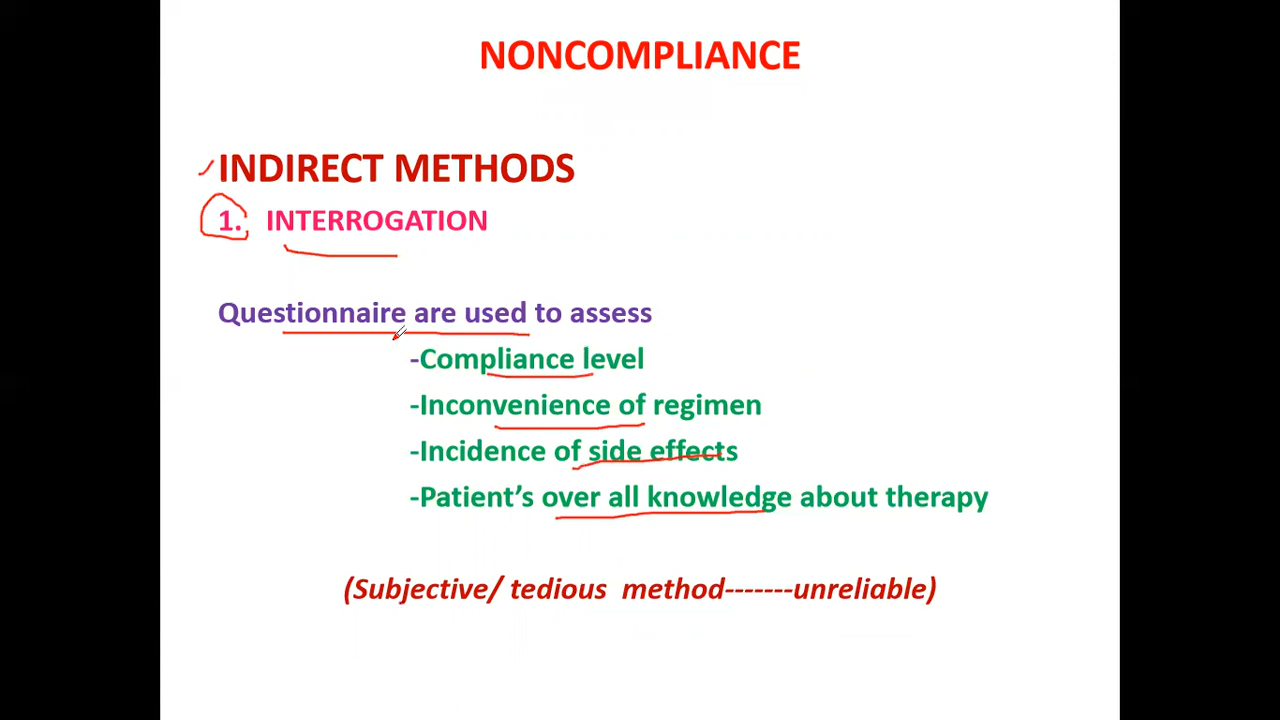 NONCOMPLIANCE
INDIRECT METHODS
1. INTERROGATION
Questionnaire are used to assess
-Compliance level
-Inconvenience of regimen
-Incidence of side effects
-Patient’s over all knowledge about therapy
(Subjective/ tedious method-------unreliable)